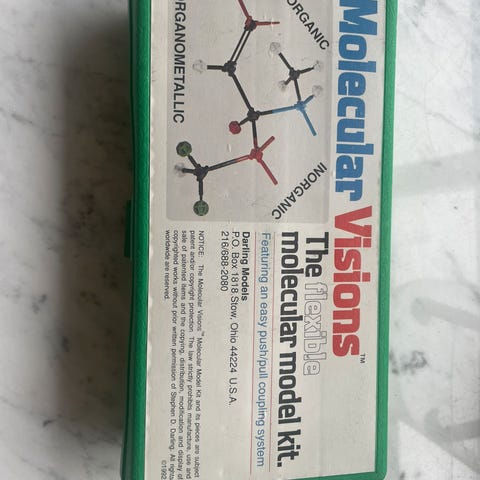 Molecular Visions™
The flexible
molecular model kit.
Featuring an easy push/pull coupling system
Darling Models
P.O. Box 1818 Stow, Ohio 44224 U.S.A.
216/688-2080
NOTICE: The Molecular Visions™ Molecular Model Kit and its pieces are subject
patent and/or copyright protection. The law strictly prohibits manufacture, use and
sale of patented items and the copying, distribution, modification and display of
copyrighted works without prior written permission of Stephen D. Darling. All rights
worldwide are reserved.
©1992
ORGANIC
INORGANIC
ORGANOMETALLIC